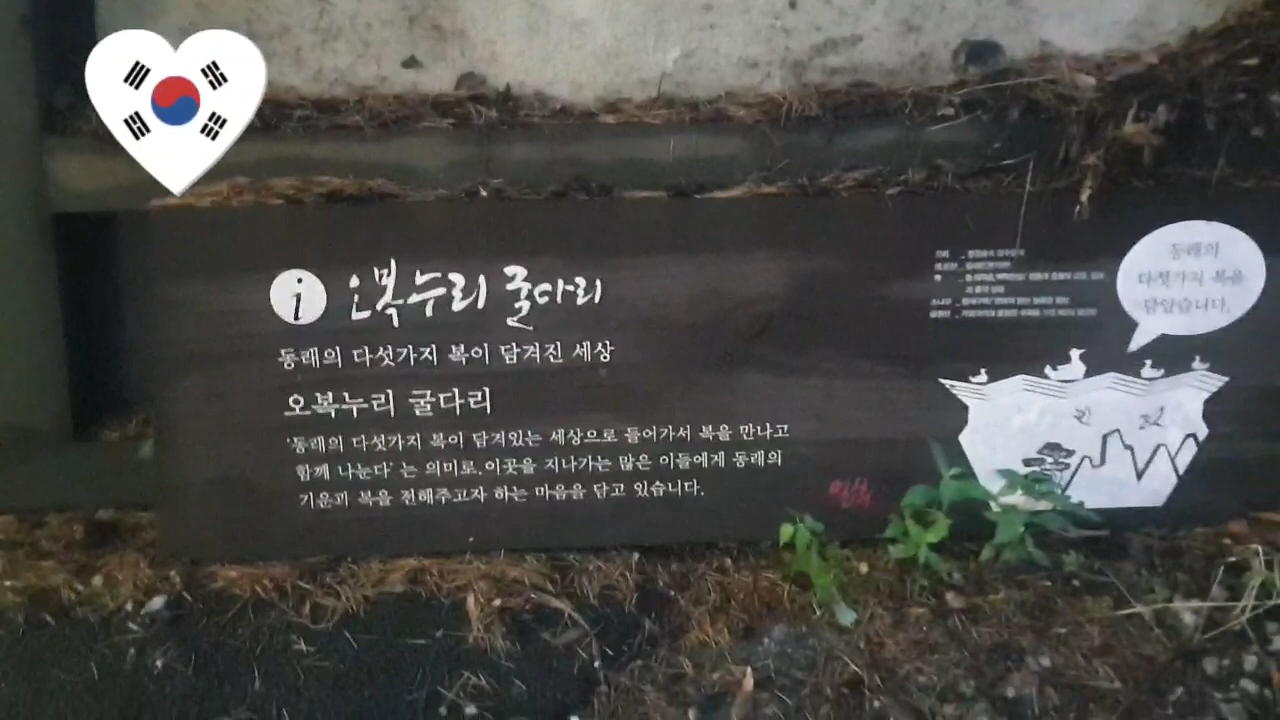 i 오복누리 굴다리
동래의 다섯가지 복이 담겨진 세상
오복누리 굴다리
'동래의 다섯가지 복이 담겨있는 세상으로 들어가서 복을 만나고
함께 나눈다' 는 의미로, 이곳을 지나가는 많은 이들에게 동래의
기운과 복을 전해주고자 하는 마음을 담고 있습니다.
동래의
다섯가지 복을
담았습니다.